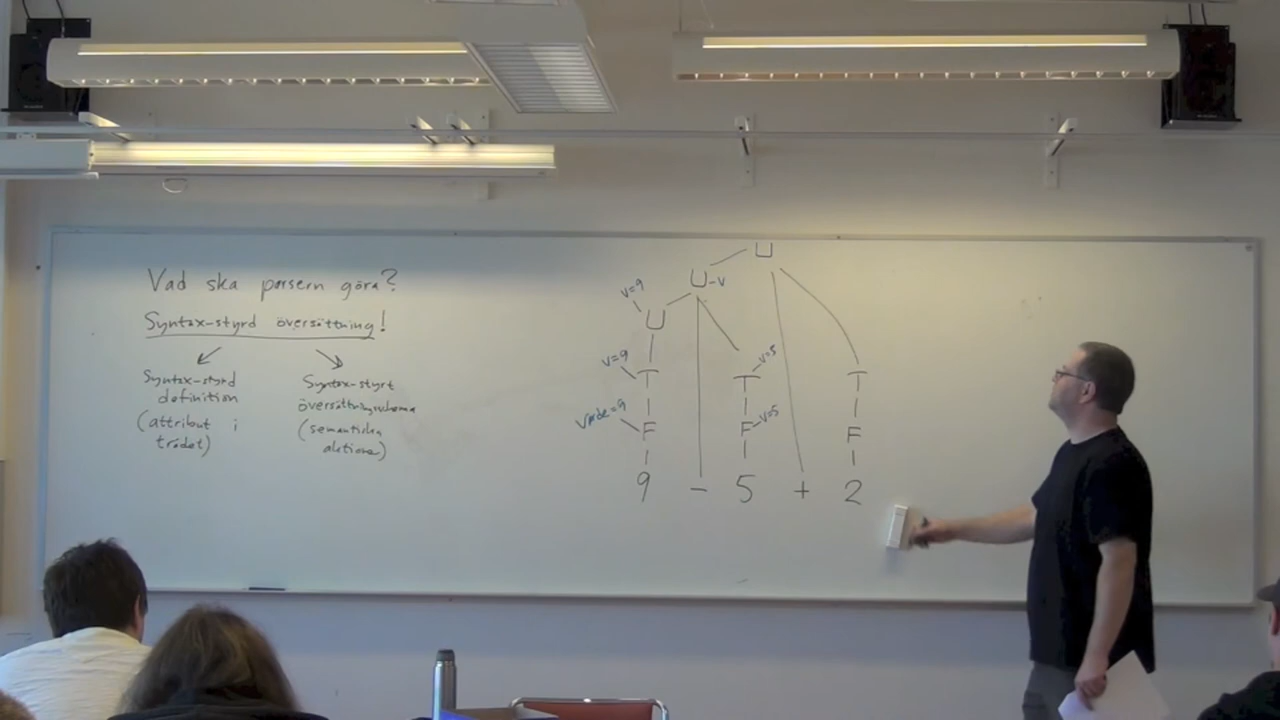 Vad ska parsern göra?
Syntax-styrd översättning!
Syntax-styrd
definition
(attribut i
trädet)
Syntax-styrt
översättningsschema
(semantiska
aktioner)
U
U-v
v=9
U
v=9
T
T
v=5
T
värde=9
F
F
v=5
F
9 - 5 + 2